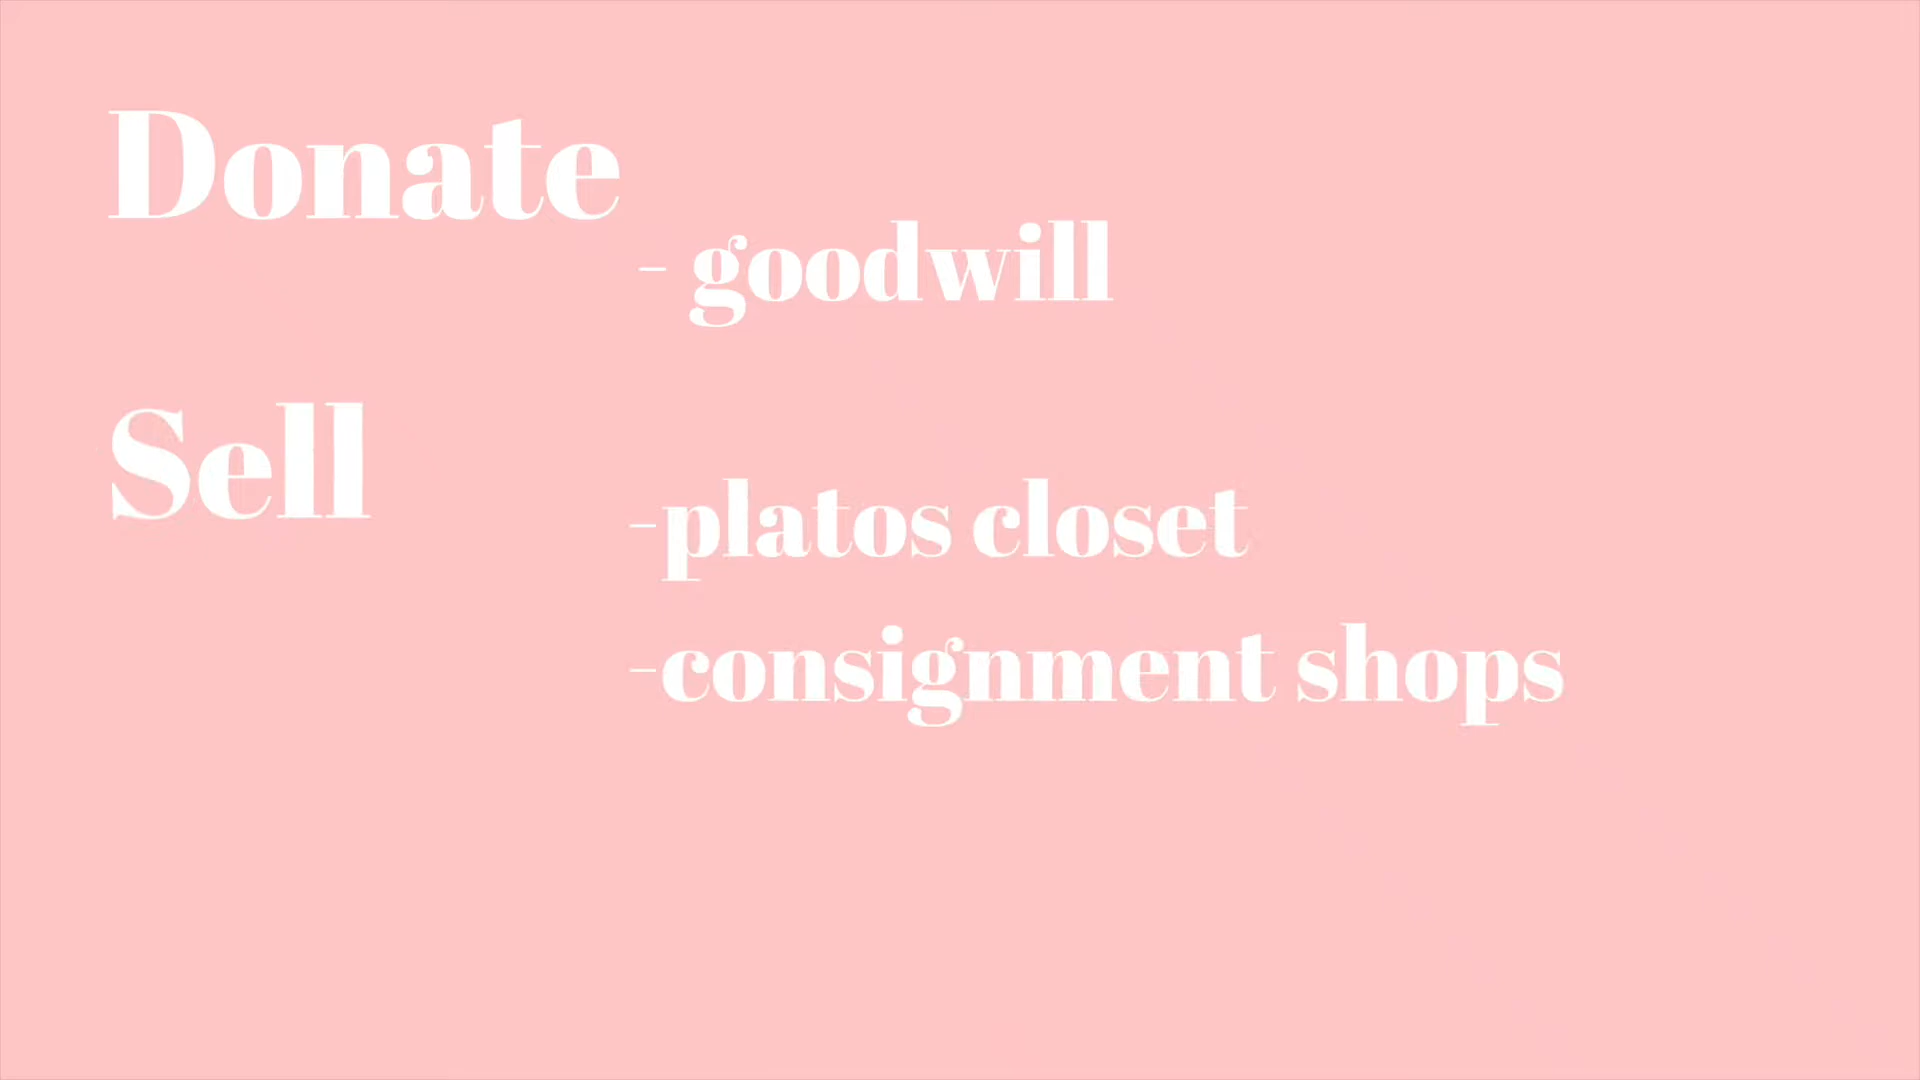 Donate
- goodwill
Sell
-platos closet
-consignment shops